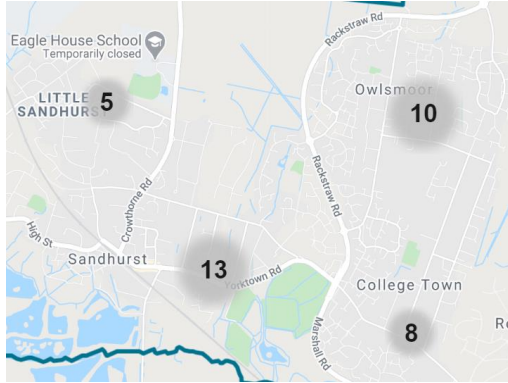 Rackstraw Rd
Eagle House School
Temporarily closed
LITTLE
SANDHURST
5
Owlsmoor
10
Rackstraw Rd
Crowthorne Rd
High St
Sandhurst
13
Yorktown Rd
College Town
Marshall Rd
8